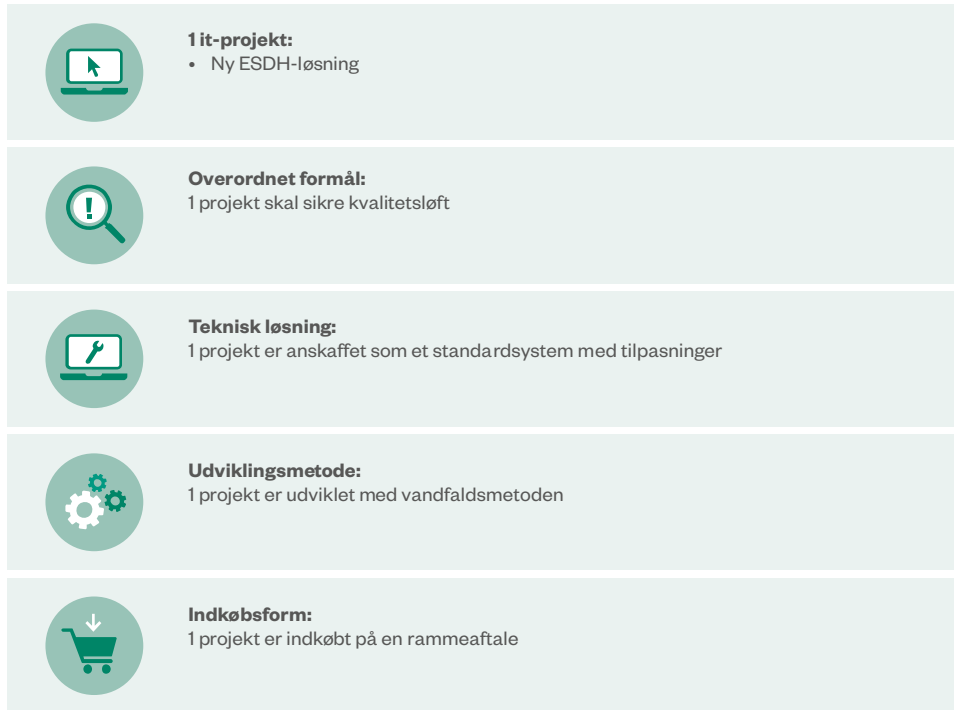 1 it-projekt:
• Ny ESDH-løsning
Overordnet formål:
1 projekt skal sikre kvalitetsløft
Teknisk løsning:
1 projekt er anskaffet som et standardsystem med tilpasninger
Udviklingsmetode:
1 projekt er udviklet med vandfaldsmetoden
Indkøbsform:
1 projekt er indkøbt på en rammeaftale